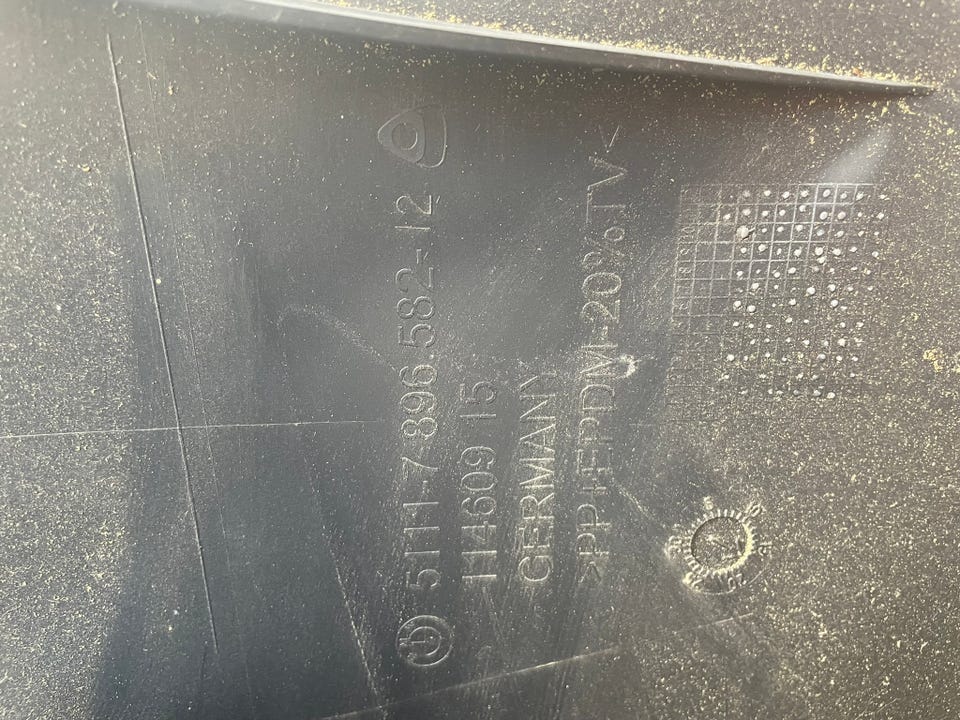 5111-7 896.582-12
114609 15
GERMANY
>PP+EPDM-20%TV<